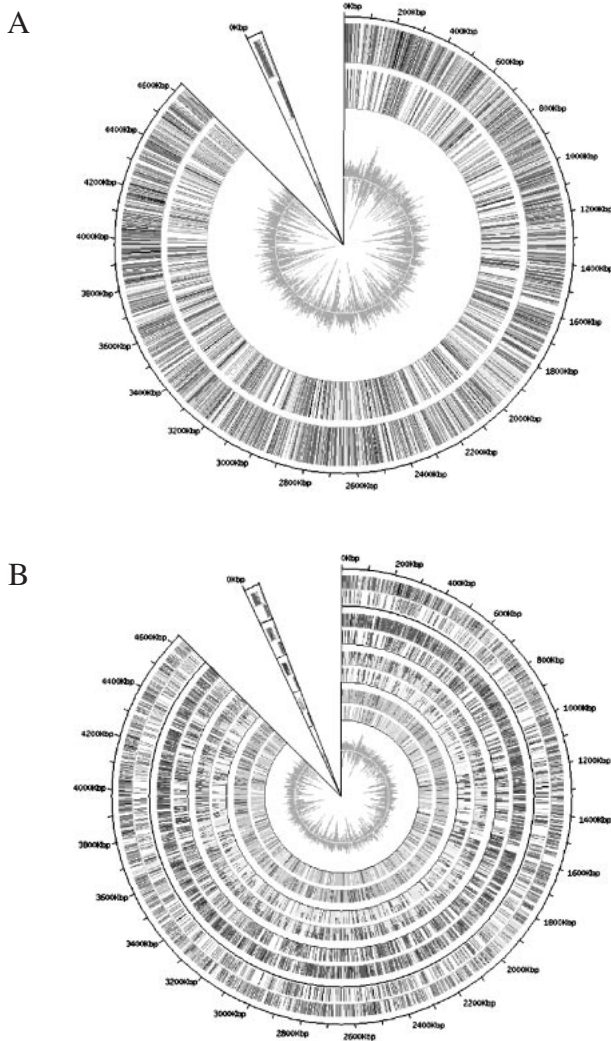 A
0Kbp
0Kbp
200Kbp
400Kbp
600Kbp
800Kbp
1000Kbp
1200Kbp
1400Kbp
1600Kbp
1800Kbp
2000Kbp
2200Kbp
2400Kbp
2600Kbp
2800Kbp
3000Kbp
3200Kbp
3400Kbp
3600Kbp
3800Kbp
4000Kbp
4200Kbp
4400Kbp
4600Kbp
B
0Kbp
0Kbp
200Kbp
400Kbp
600Kbp
800Kbp
1000Kbp
1200Kbp
1400Kbp
1600Kbp
1800Kbp
2000Kbp
2200Kbp
2400Kbp
2600Kbp
2800Kbp
3000Kbp
3200Kbp
3400Kbp
3600Kbp
3800Kbp
4000Kbp
4200Kbp
4400Kbp
4600Kbp